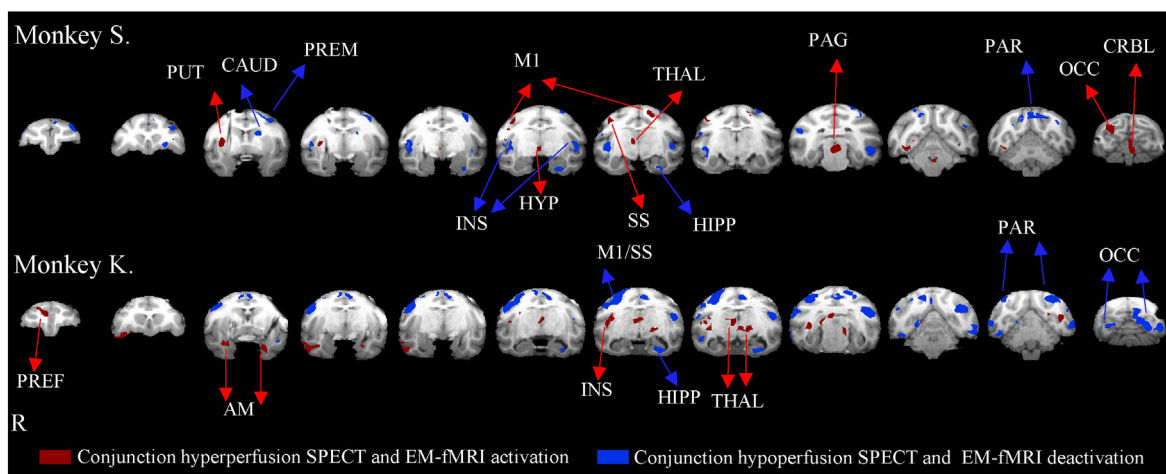 Monkey S.
PUT CAUD PREM M1 THAL PAG PAR OCC CRBL
INS HYP SS HIPP
Monkey K.
M1/SS PAR OCC
PREF AM INS HIPP THAL
R
Conjunction hyperperfusion SPECT and EM-fMRI activation Conjunction hypoperfusion SPECT and EM-fMRI deactivation